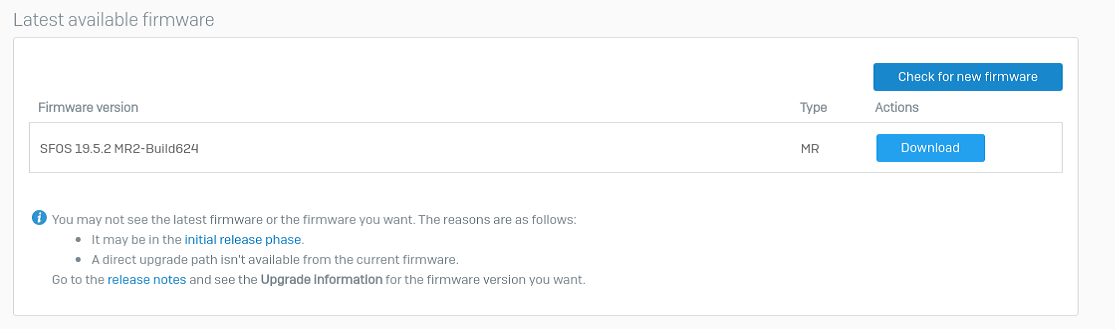 Latest available firmware
Check for new firmware
Firmware version Type Actions
SFOS 19.5.2 MR2-Build624 MR Download
You may not see the latest firmware or the firmware you want. The reasons are as follows:
It may be in the initial release phase.
A direct upgrade path isn't available from the current firmware.
Go to the release notes and see the Upgrade information for the firmware version you want.